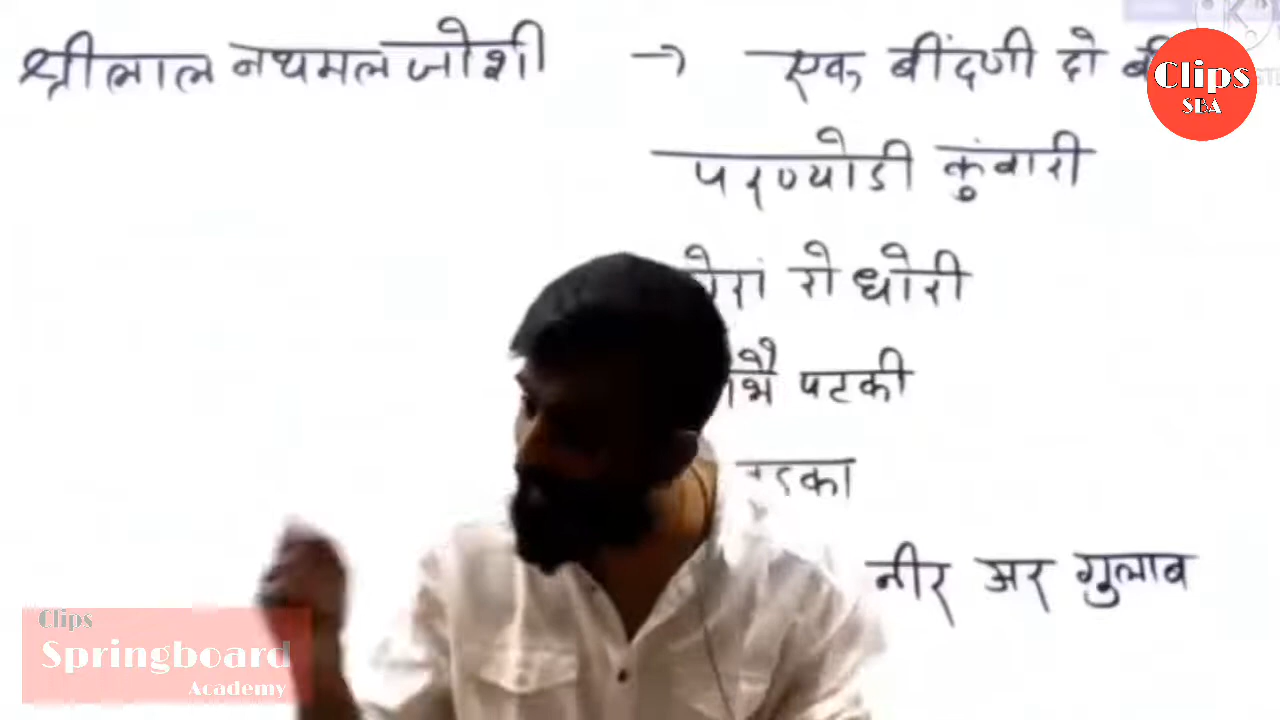 श्रीलाल नथमल जोशी → एक बींदणी दो
परण्योडी कुंवारी
रो धोरी
पटकी
नीर अर गुलाब
Clips
SBA
Clips
Springboard
Academy